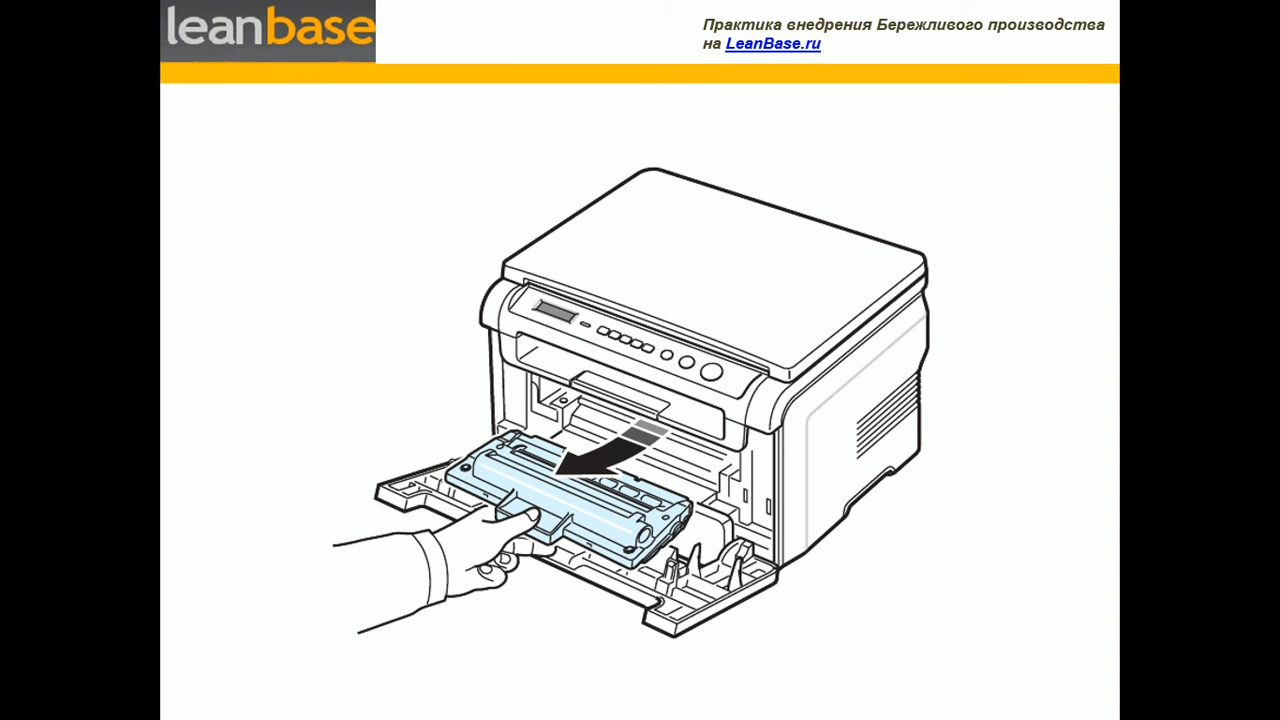 leanbase
Практика внедрения Бережливого производства
на LeanBase.ru